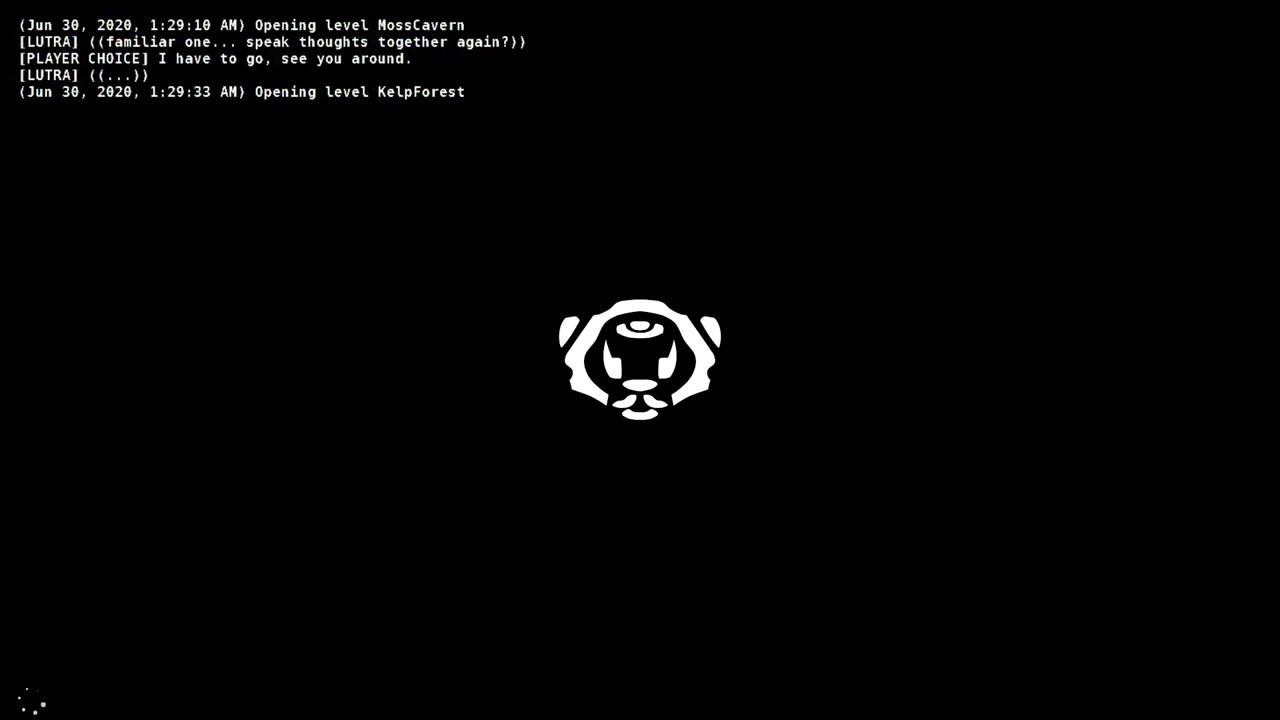 (Jun 30, 2020, 1:29:10 AM) Opening level MossCavern
[LUTRA] ((familiar one... speak thoughts together again?))
[PLAYER CHOICE] I have to go, see you around.
[LUTRA] ((...))
(Jun 30, 2020, 1:29:33 AM) Opening level KelpForest